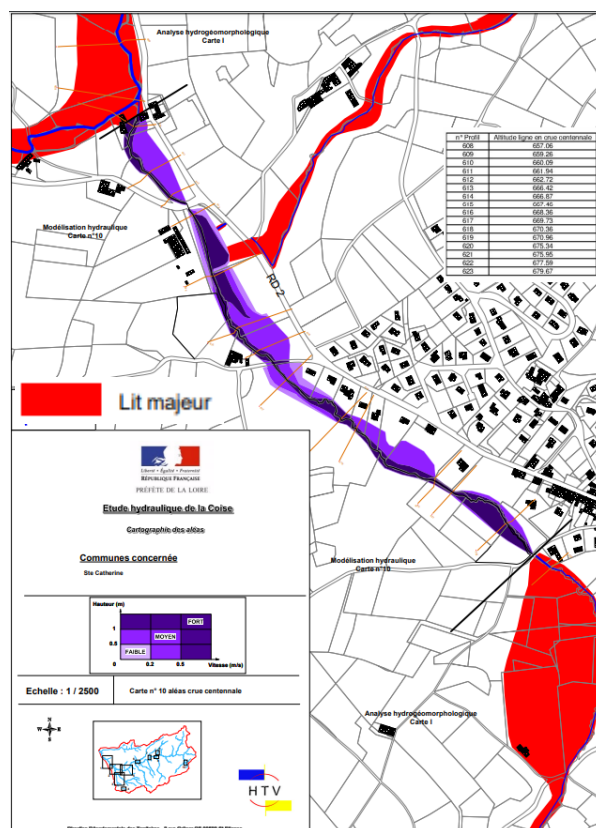 Analyse hydrogéomorphologique
Carte I
n° Profil Altitude ligne en crue centennale
608 657.06
609 659.26
610 660.09
611 661.94
612 662.72
613 666.42
614 666.87
615 667.46
616 668.36
617 669.73
618 670.36
619 670.96
620 675.34
621 675.95
622 677.59
623 679.67
Modélisation hydraulique
Carte n°10
RD 2
Lit majeur
Liberté • Égalité • Fraternité
RÉPUBLIQUE FRANÇAISE
PRÉFÈTE DE LA LOIRE
Etude hydraulique de la Coise
Cartographie des aléas
Communes concernée
Ste Catherine
Modélisation hydraulique
Carte n°10
Hauteur (m)
FORT
1
MOYEN
0.5
FAIBLE
0 0.2 0.5
Vitesse (m/s)
Echelle : 1 / 2500
Carte n° 10 aléas crue centennale
Analyse hydrogéomorphologique
Carte I
N
W E
S
H T V